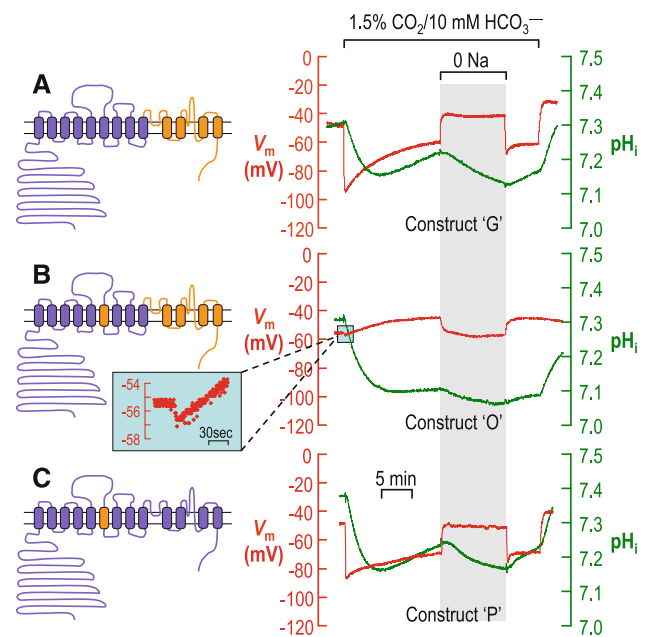 1.5% CO₂/10 mM HCO₃⁻
0 Na
A
0
-20
-40
-60
-80
-100
-120
Vm
(mV)
7.5
7.4
7.3
7.2
7.1
7.0
pHi
Construct ‘G’
B
0
-20
-40
-60
-80
-100
-120
Vm
(mV)
7.5
7.4
7.3
7.2
7.1
7.0
pHi
Construct ‘O’
-54
-56
-58
30sec
C
0
-20
-40
-60
-80
-100
-120
Vm
(mV)
5 min
7.5
7.4
7.3
7.2
7.1
7.0
pHi
Construct ‘P’